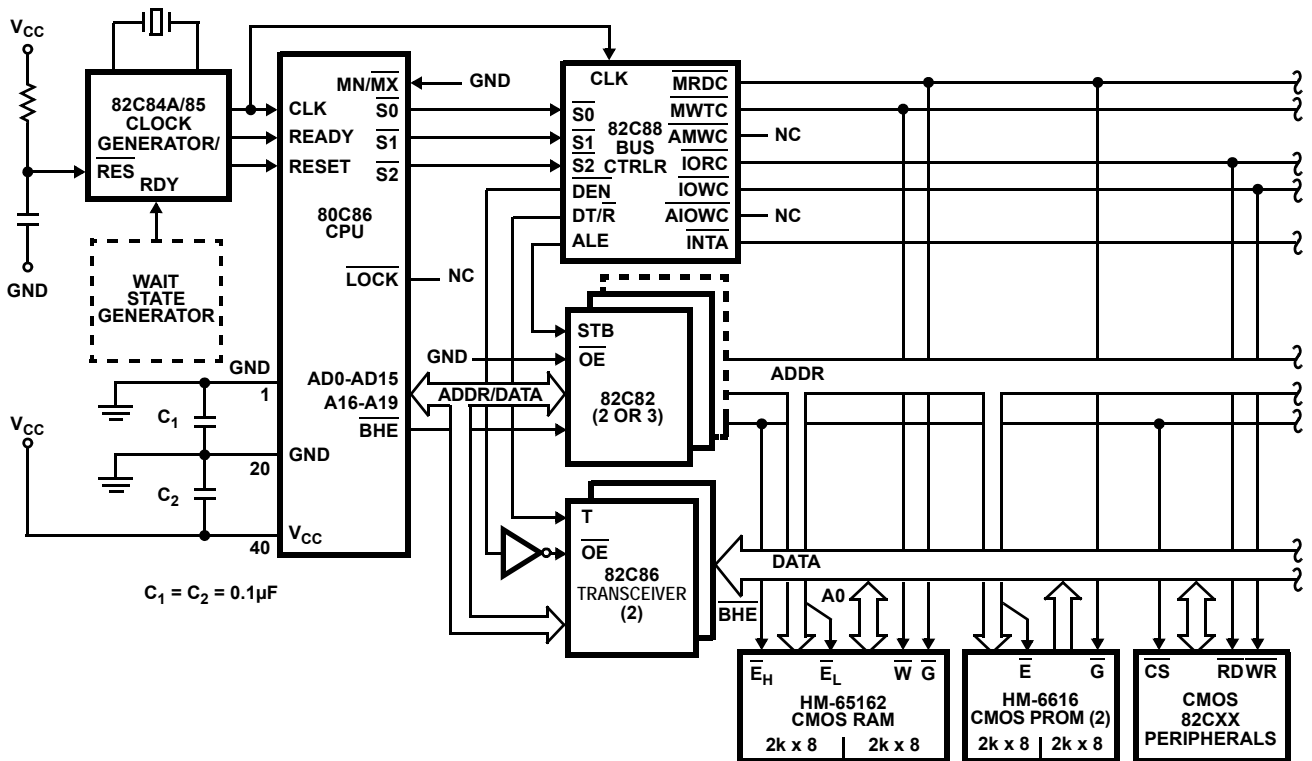 VCC
82C84A/85
CLOCK
GENERATOR/
RES
RDY
GND
WAIT
STATE
GENERATOR
MN/MX
GND
CLK
S0
READY
S1
RESET
S2
80C86
CPU
LOCK
NC
GND
1
AD0-AD15
A16-A19
ADDR/DATA
BHE
VCC
C1
GND
20
C2
VCC
40
C1 = C2 = 0.1µF
CLK
MRDC
S0
82C88
MWTC
S1
BUS
AMWC
NC
S2
CTRLR
IORC
DEN
IOWC
DT/R
AIOWC
NC
ALE
INTA
STB
GND
OE
82C82
(2 OR 3)
ADDR
T
OE
82C86
TRANSCEIVER
(2)
DATA
BHE
A0
EH
EL
W
G
HM-65162
CMOS RAM
2k x 8
2k x 8
E
G
HM-6616
CMOS PROM (2)
2k x 8
2k x 8
CS
RD
WR
CMOS
82CXX
PERIPHERALS